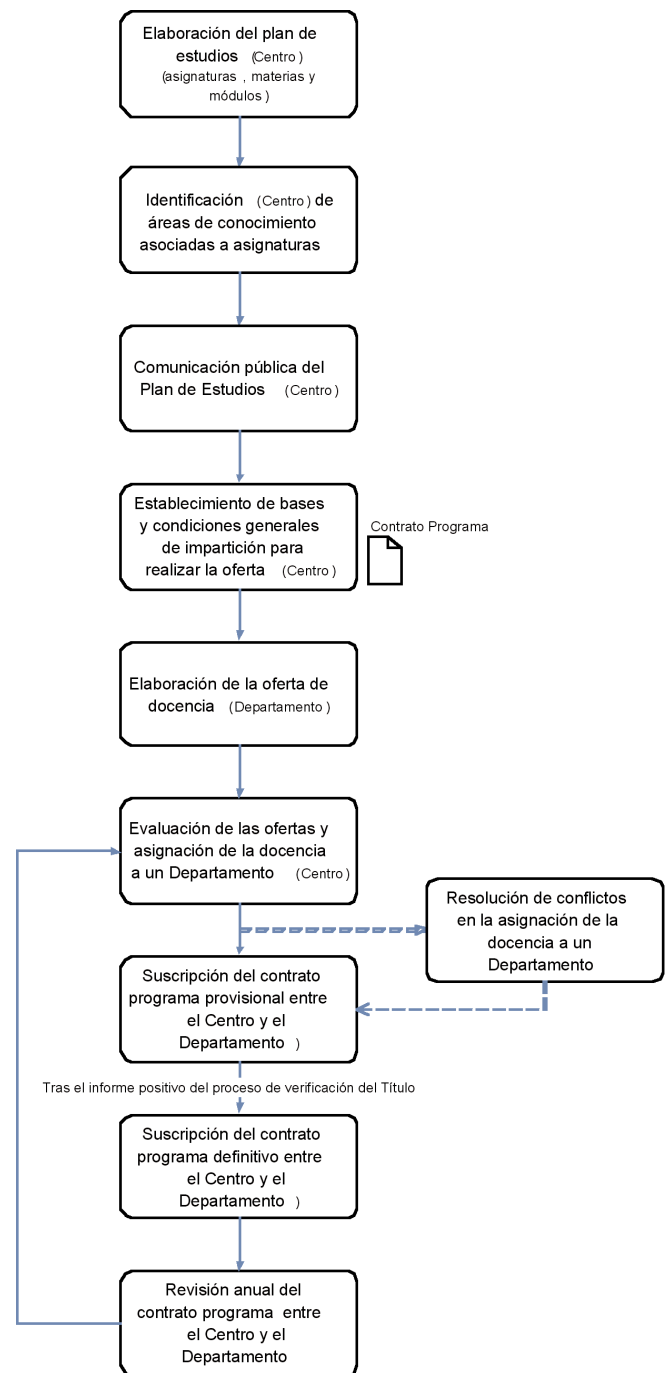 Elaboración del plan de
estudios (Centro)
(asignaturas , materias y
módulos )
Identificación (Centro) de
áreas de conocimiento
asociadas a asignaturas
Comunicación pública del
Plan de Estudios (Centro)
Establecimiento de bases
y condiciones generales
de impartición para
realizar la oferta (Centro)
Contrato Programa
Elaboración de la oferta de
docencia (Departamento )
Evaluación de las ofertas y
asignación de la docencia
a un Departamento (Centro)
Resolución de conflictos
en la asignación de la
docencia a un
Departamento
Suscripción del contrato
programa provisional entre
el Centro y el
Departamento )
Tras el informe positivo del proceso de verificación del Título
Suscripción del contrato
programa definitivo entre
el Centro y el
Departamento )
Revisión anual del
contrato programa entre
el Centro y el
Departamento